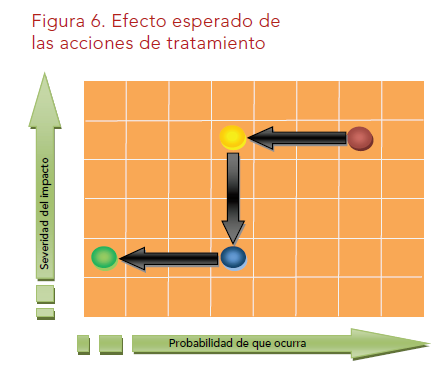 Figura 6. Efecto esperado de
las acciones de tratamiento
Severidad del impacto
Probabilidad de que ocurra